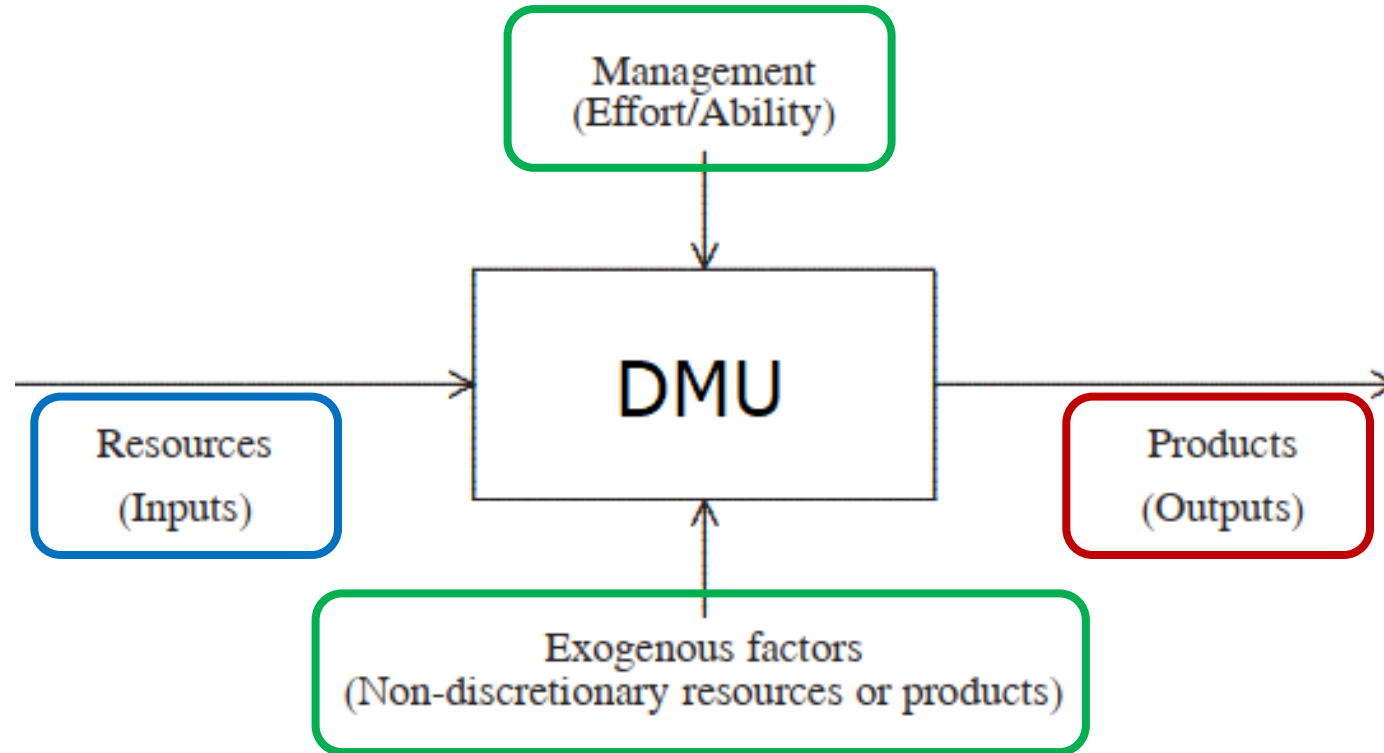 Management
(Effort/Ability)
DMU
Resources
(Inputs)
Products
(Outputs)
Exogenous factors
(Non-discretionary resources or products)